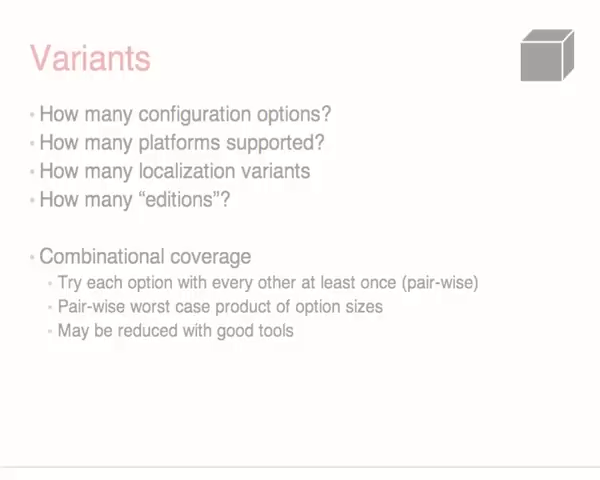 Variants
• How many configuration options?
• How many platforms supported?
• How many localization variants
• How many “editions”?
• Combinational coverage
• Try each option with every other at least once (pair-wise)
• Pair-wise worst case product of option sizes
• May be reduced with good tools